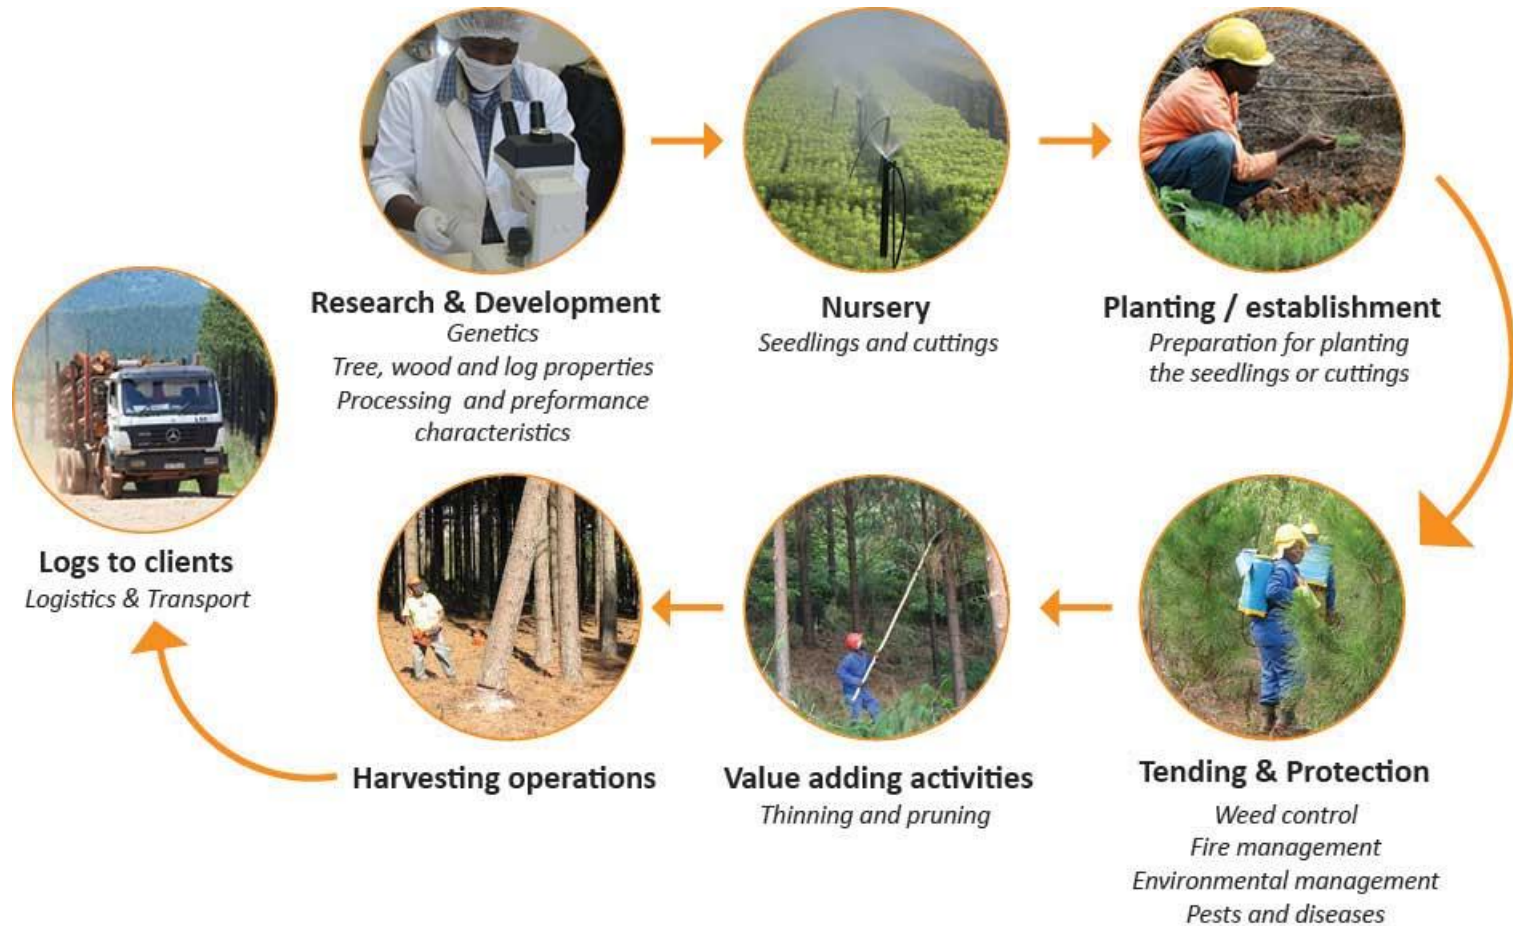 Research & Development
Genetics
Tree, wood and log properties
Processing and preformance
characteristics
Nursery
Seedlings and cuttings
Planting / establishment
Preparation for planting
the seedlings or cuttings
Tending & Protection
Weed control
Fire management
Environmental management
Pests and diseases
Value adding activities
Thinning and pruning
Harvesting operations
Logs to clients
Logistics & Transport